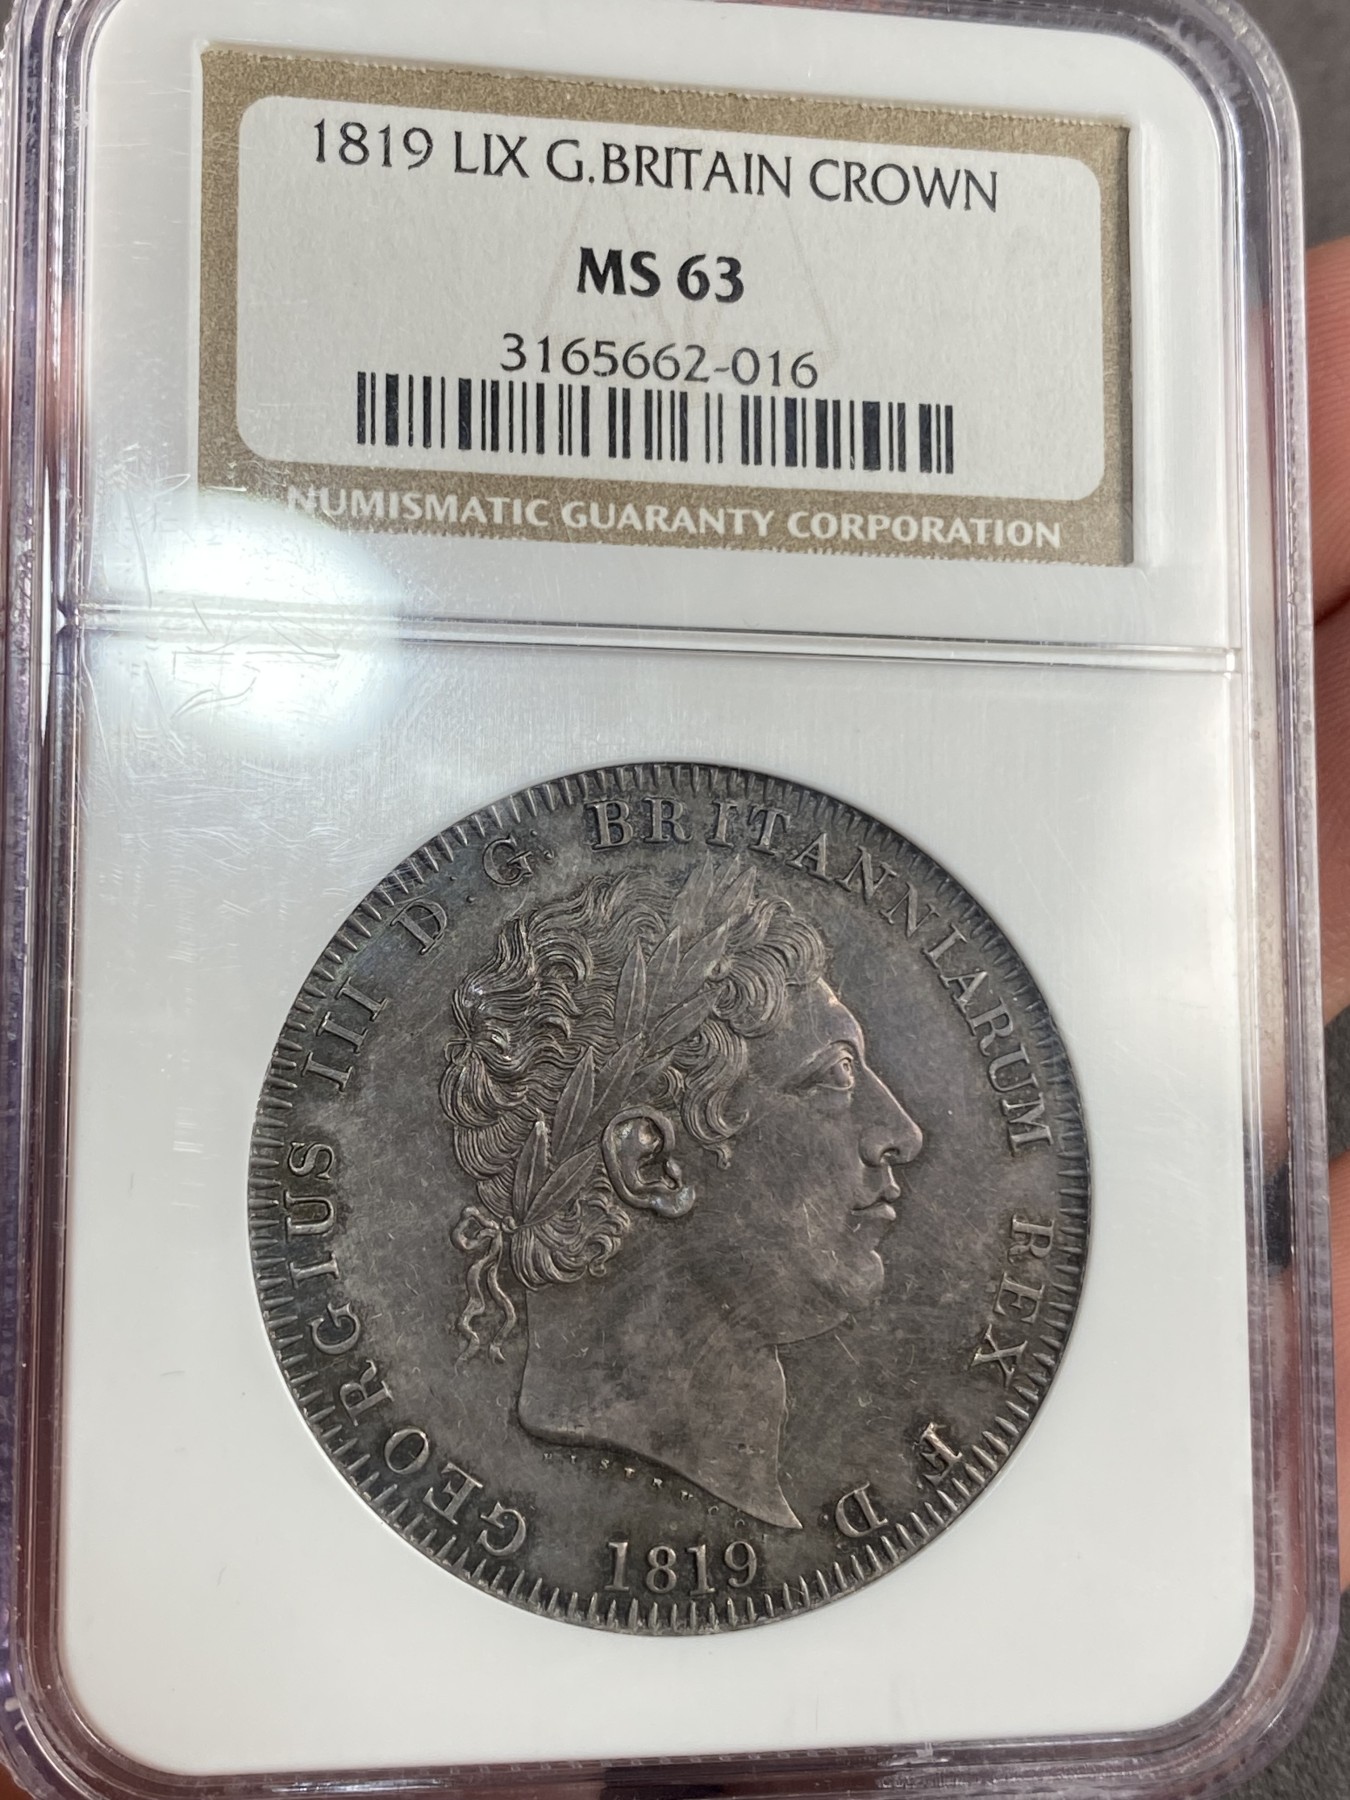 1819 LIX G.BRITAIN CROWN
MS 63
3165662-016
NUMISMATIC GUARANTY CORPORATION
GEORGIUS III D: G: BRITANNIARUM REX F: D:
1819